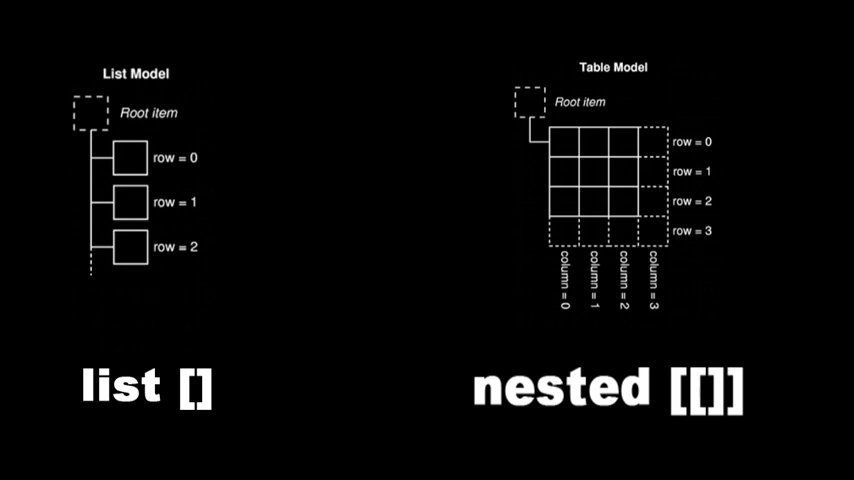 List Model
Root item
row = 0
row = 1
row = 2
list []
Table Model
Root item
row = 0
row = 1
row = 2
row = 3
column = 0
column = 1
column = 2
column = 3
nested [[]]